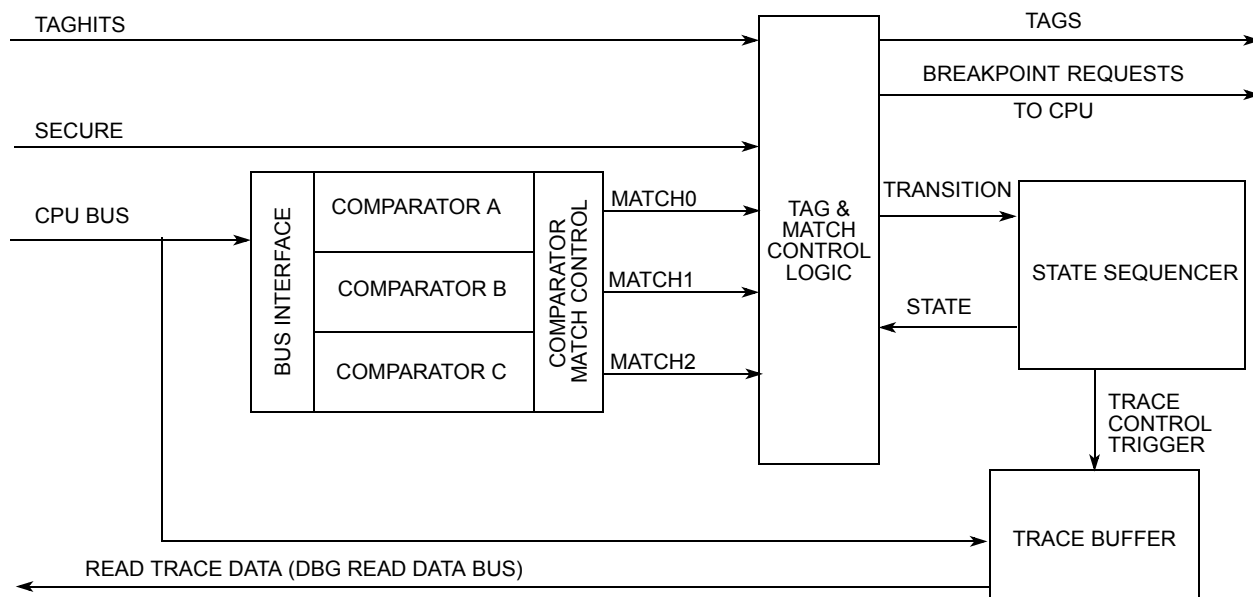 TAGHITS
TAGS
BREAKPOINT REQUESTS
TO CPU
SECURE
CPU BUS
BUS INTERFACE
COMPARATOR A
COMPARATOR B
COMPARATOR C
COMPARATOR
MATCH CONTROL
MATCH0
MATCH1
MATCH2
TAG &
MATCH
CONTROL
LOGIC
TRANSITION
STATE
STATE SEQUENCER
TRACE
CONTROL
TRIGGER
TRACE BUFFER
READ TRACE DATA (DBG READ DATA BUS)